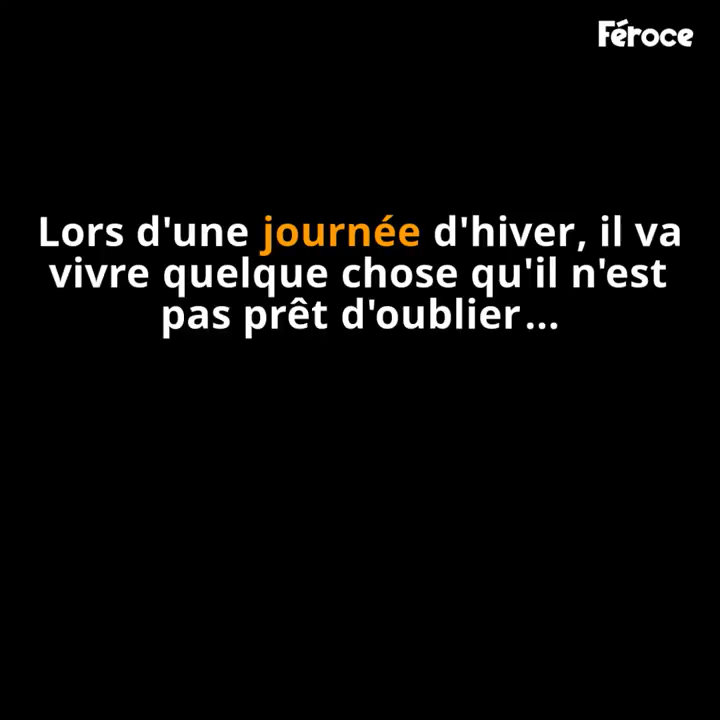 Féroce
Lors d'une journée d'hiver, il va
vivre quelque chose qu'il n'est
pas prêt d'oublier...